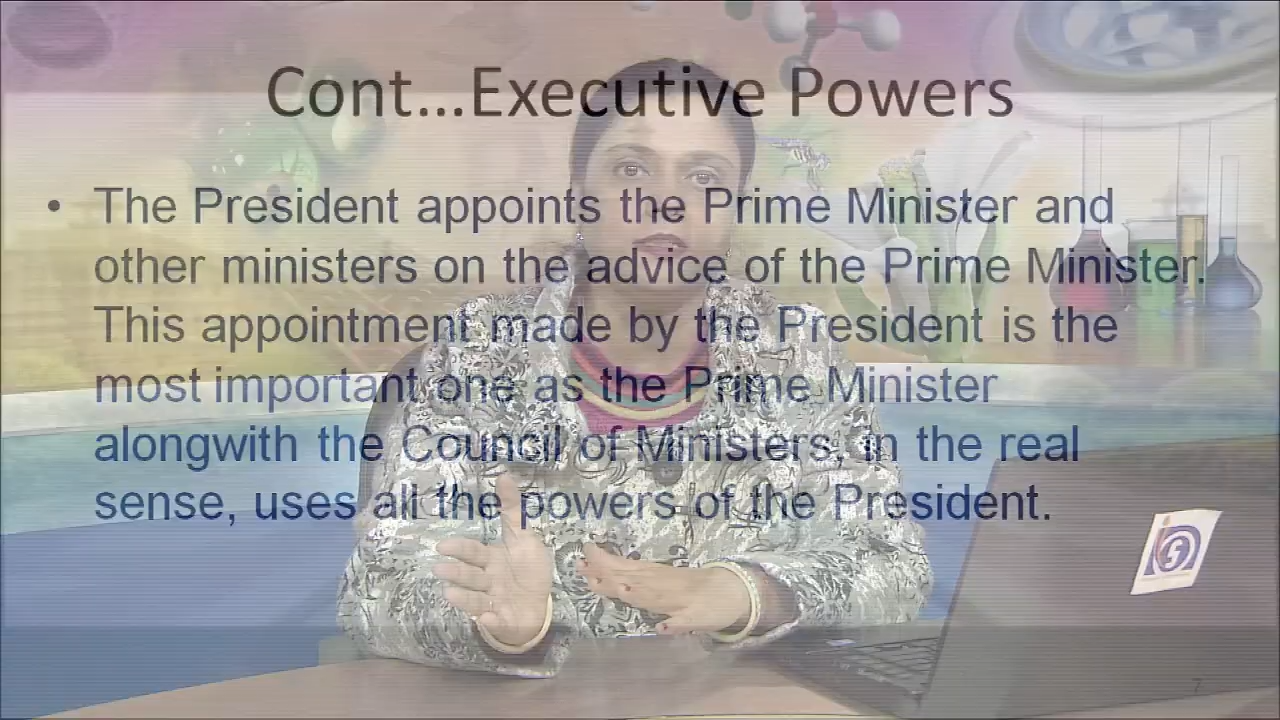 Cont...Executive Powers
• The President appoints the Prime Minister and
other ministers on the advice of the Prime Minister.
This appointment made by the President is the
most important one as the Prime Minister
alongwith the Council of Ministers, in the real
sense, uses all the powers of the President.
7